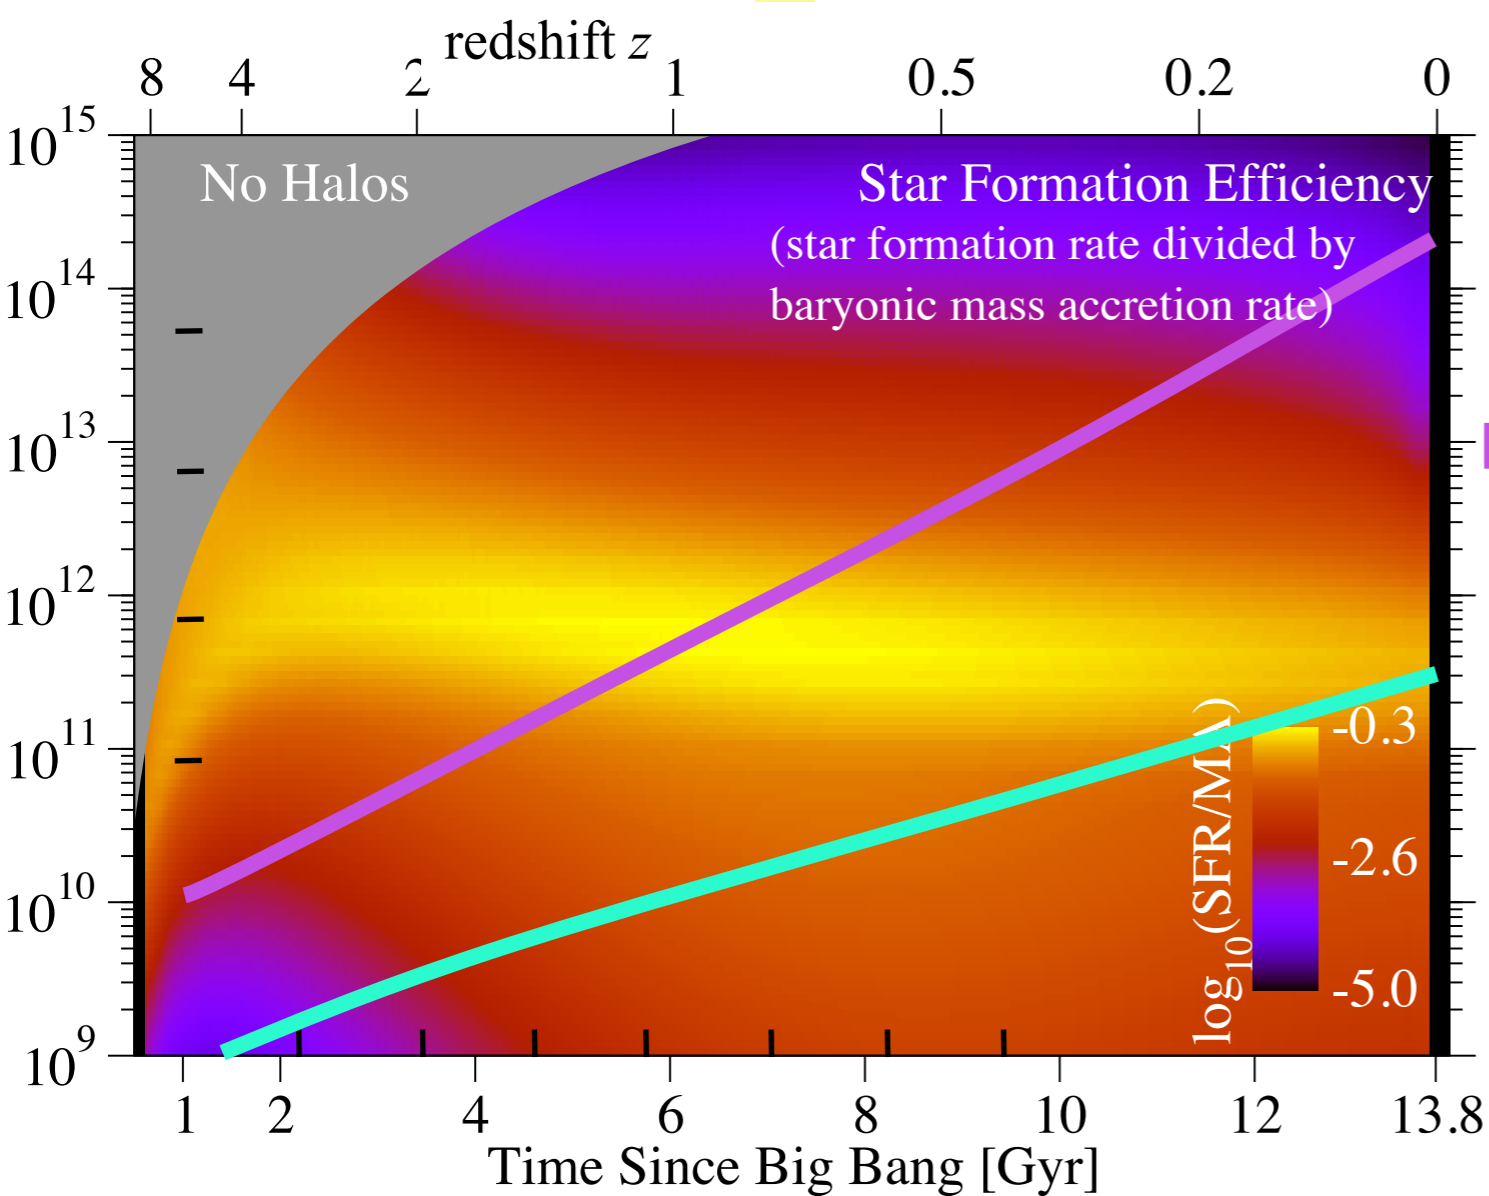 redshift z
8 4 2 1 0.5 0.2 0
10^15
No Halos
Star Formation Efficiency
(star formation rate divided by
baryonic mass accretion rate)
10^14
10^13
10^12
10^11
10^10
10^9
log10(SFR/MA)
-0.3
-2.6
-5.0
1 2 4 6 8 10 12 13.8
Time Since Big Bang [Gyr]